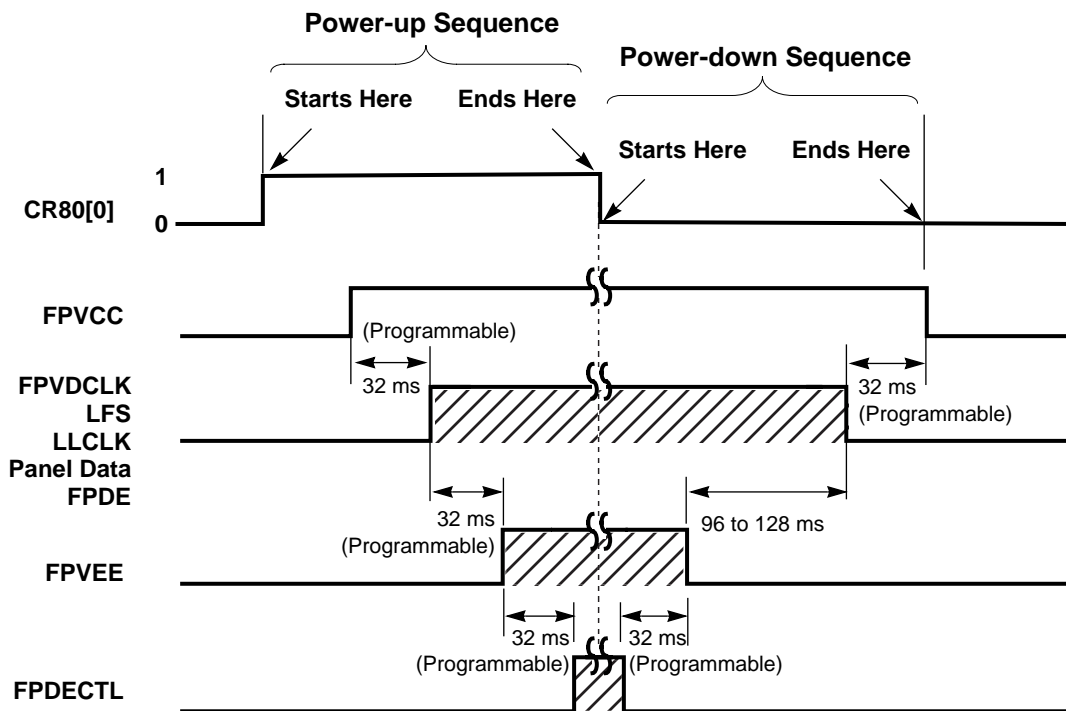 Power-up Sequence
Power-down Sequence
Starts Here
Ends Here
Starts Here
Ends Here
1
CR80[0]
0
FPVCC
(Programmable)
32 ms
32 ms
(Programmable)
FPVDCLK
LFS
LLCLK
Panel Data
FPDE
32 ms
(Programmable)
96 to 128 ms
FPVEE
32 ms
(Programmable)
32 ms
(Programmable)
FPDECTL